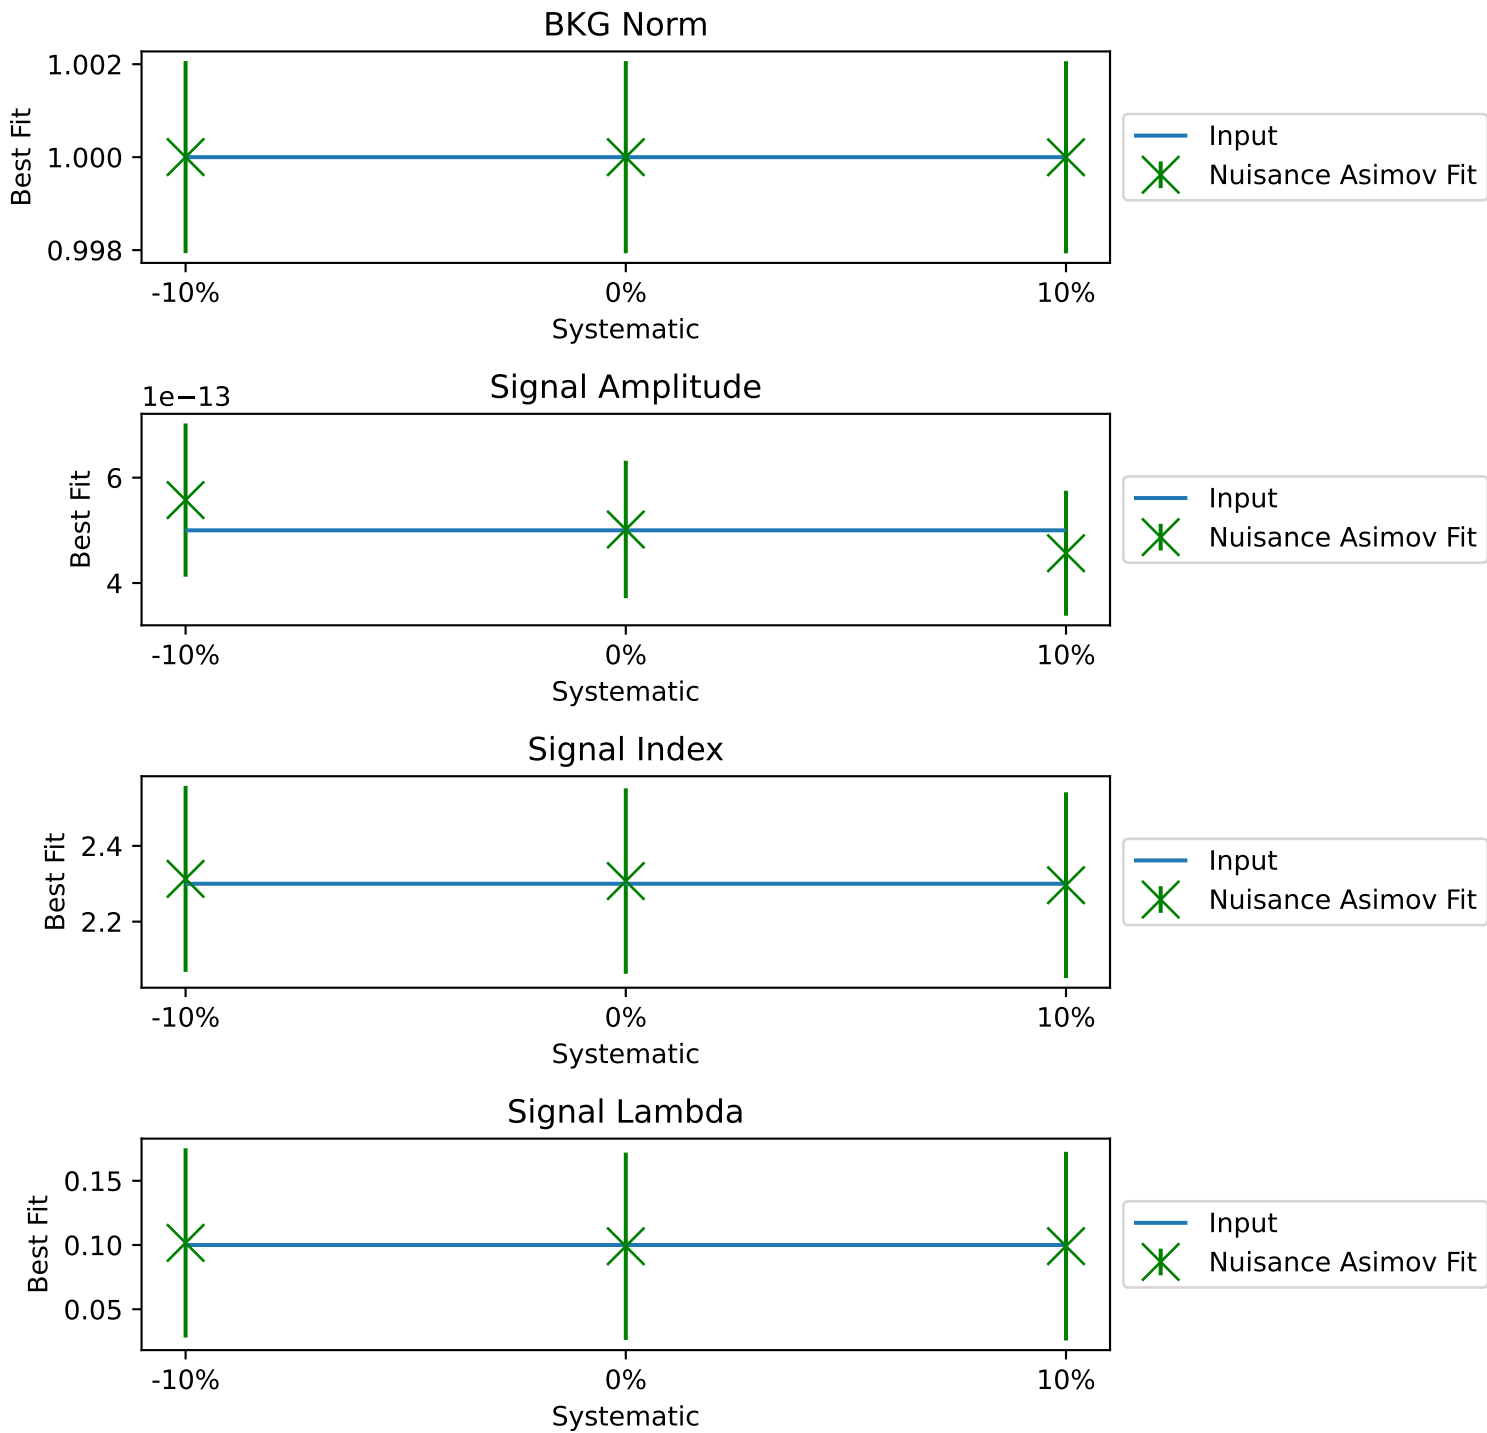 BKG Norm
Best Fit
1.002
1.000
0.998
-10% 0% 10%
Systematic
Input
Nuisance Asimov Fit
Signal Amplitude
1e−13
Best Fit
6
4
-10% 0% 10%
Systematic
Input
Nuisance Asimov Fit
Signal Index
Best Fit
2.4
2.2
-10% 0% 10%
Systematic
Input
Nuisance Asimov Fit
Signal Lambda
Best Fit
0.15
0.10
0.05
-10% 0% 10%
Systematic
Input
Nuisance Asimov Fit